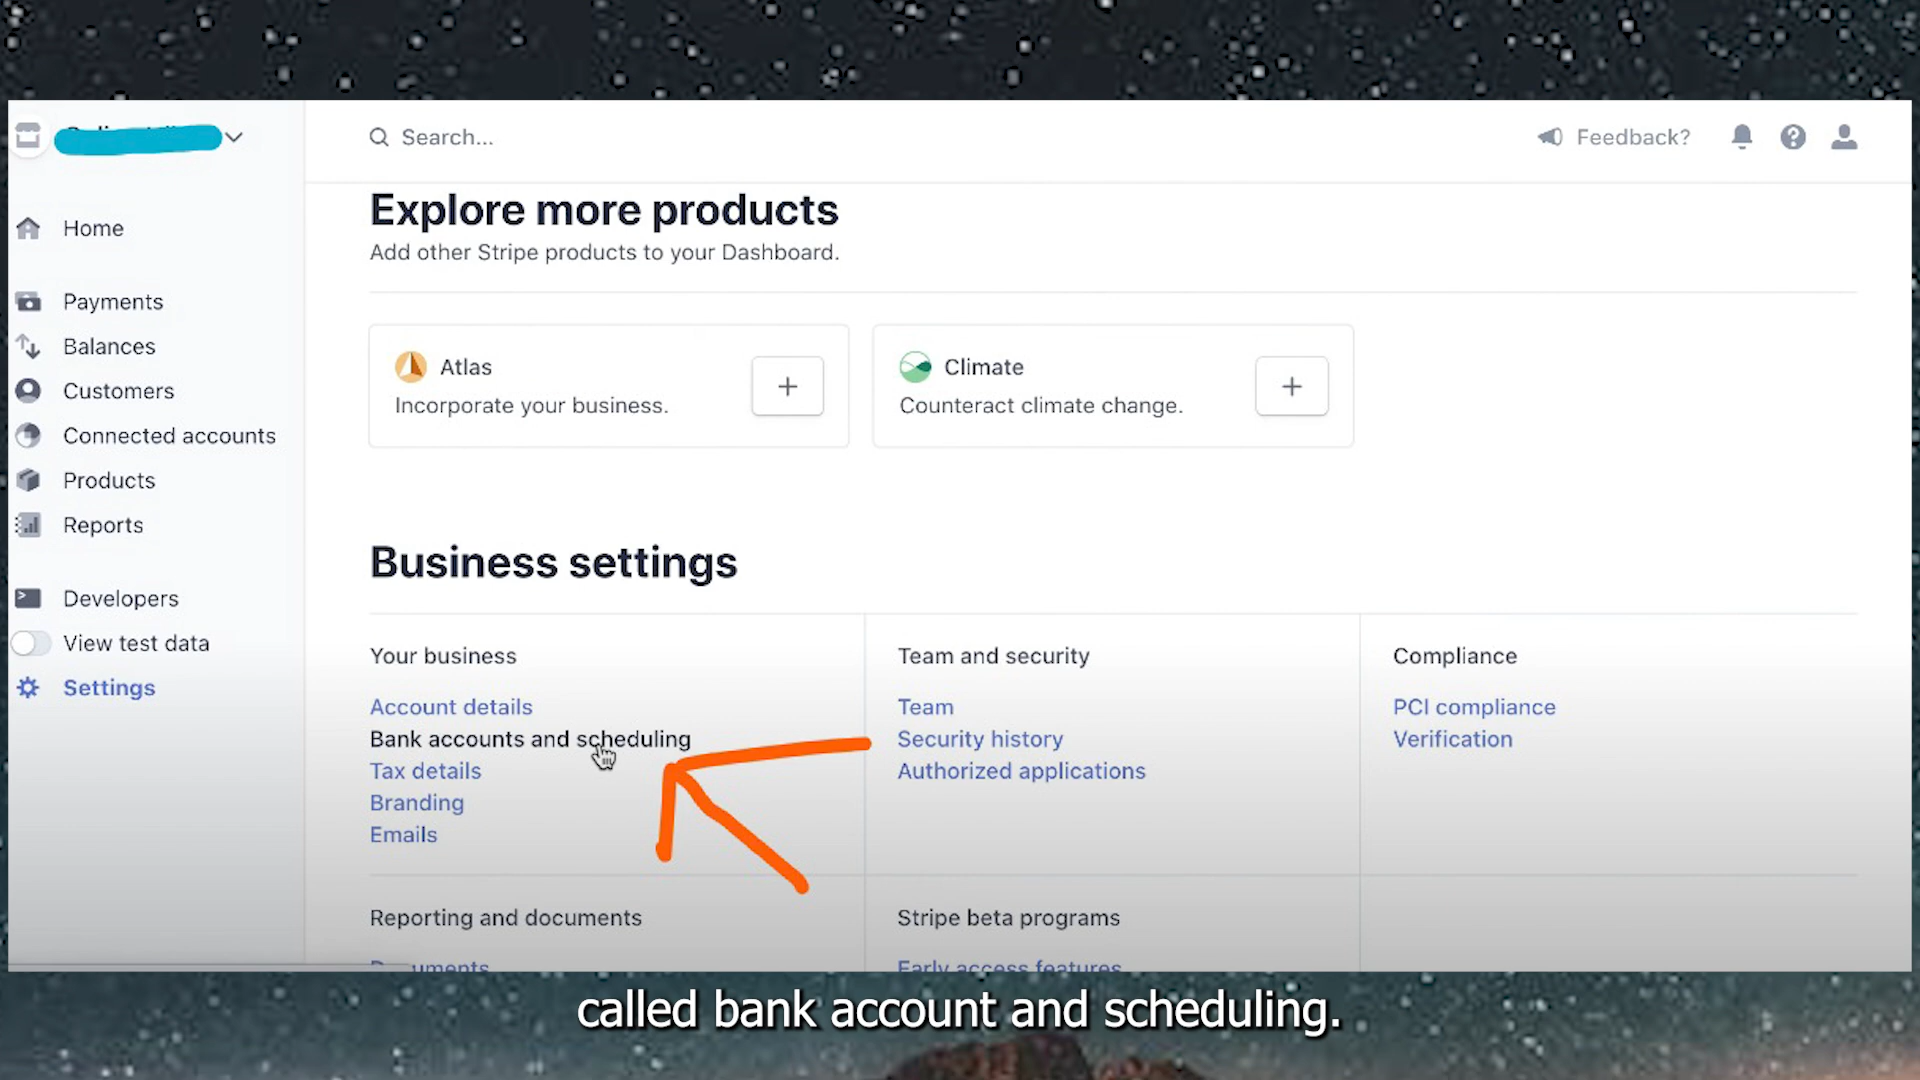 Search...
Feedback?
Home
Payments
Balances
Customers
Connected accounts
Products
Reports
Developers
View test data
Settings
Explore more products
Add other Stripe products to your Dashboard.
Atlas
Incorporate your business.
Climate
Counteract climate change.
Business settings
Your business
Account details
Bank accounts and scheduling
Tax details
Branding
Emails
Team and security
Team
Security history
Authorized applications
Compliance
PCI compliance
Verification
Reporting and documents
Documents
Stripe beta programs
Early access features
called bank account and scheduling.